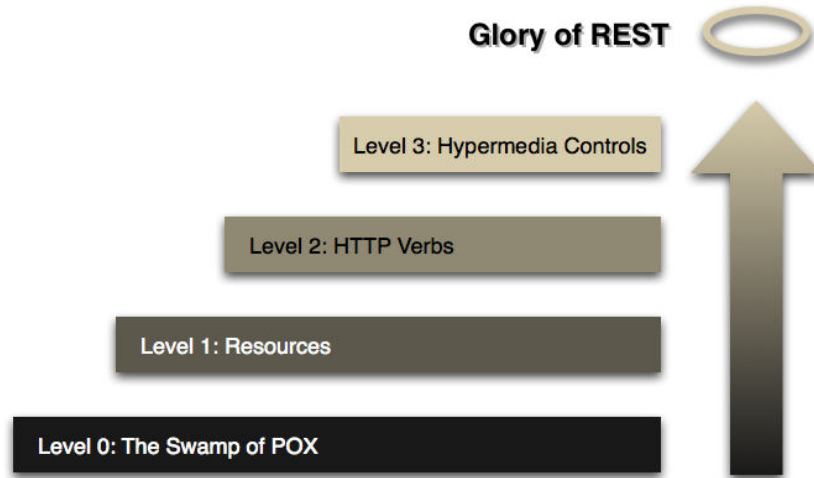 Glory of REST
Level 3: Hypermedia Controls
Level 2: HTTP Verbs
Level 1: Resources
Level 0: The Swamp of POX